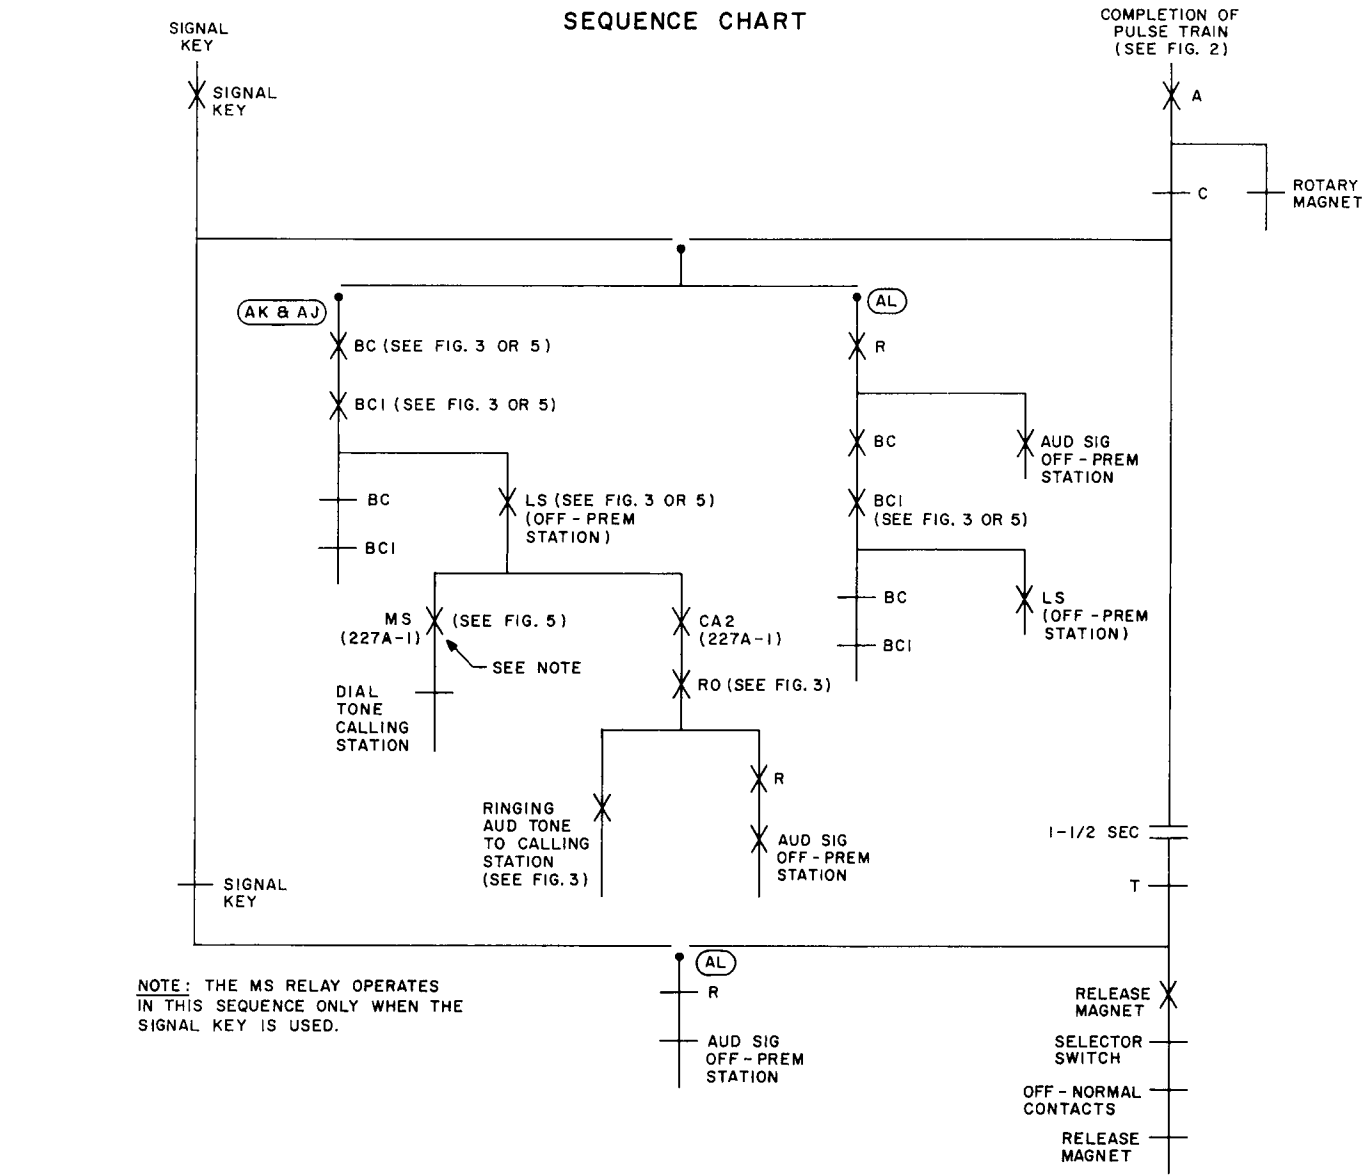 SEQUENCE CHART
SIGNAL
KEY
COMPLETION OF
PULSE TRAIN
(SEE FIG. 2)
SIGNAL
KEY
A
C
ROTARY
MAGNET
AK & AJ
AL
BC (SEE FIG. 3 OR 5)
R
BC1 (SEE FIG. 3 OR 5)
BC
AUD SIG
OFF-PREM
STATION
BC
LS (SEE FIG. 3 OR 5)
(OFF-PREM
STATION)
BC1
(SEE FIG. 3 OR 5)
BC1
BC
LS
(OFF-PREM
STATION)
MS
(227A-1)
(SEE FIG. 5)
CA2
(227A-1)
BC1
SEE NOTE
RO (SEE FIG. 3)
DIAL
TONE
CALLING
STATION
R
RINGING
AUD TONE
TO CALLING
STATION
(SEE FIG. 3)
AUD SIG
OFF-PREM
STATION
1-1/2 SEC
SIGNAL
KEY
T
AL
NOTE: THE MS RELAY OPERATES
IN THIS SEQUENCE ONLY WHEN THE
SIGNAL KEY IS USED.
R
AUD SIG
OFF-PREM
STATION
RELEASE
MAGNET
SELECTOR
SWITCH
OFF-NORMAL
CONTACTS
RELEASE
MAGNET